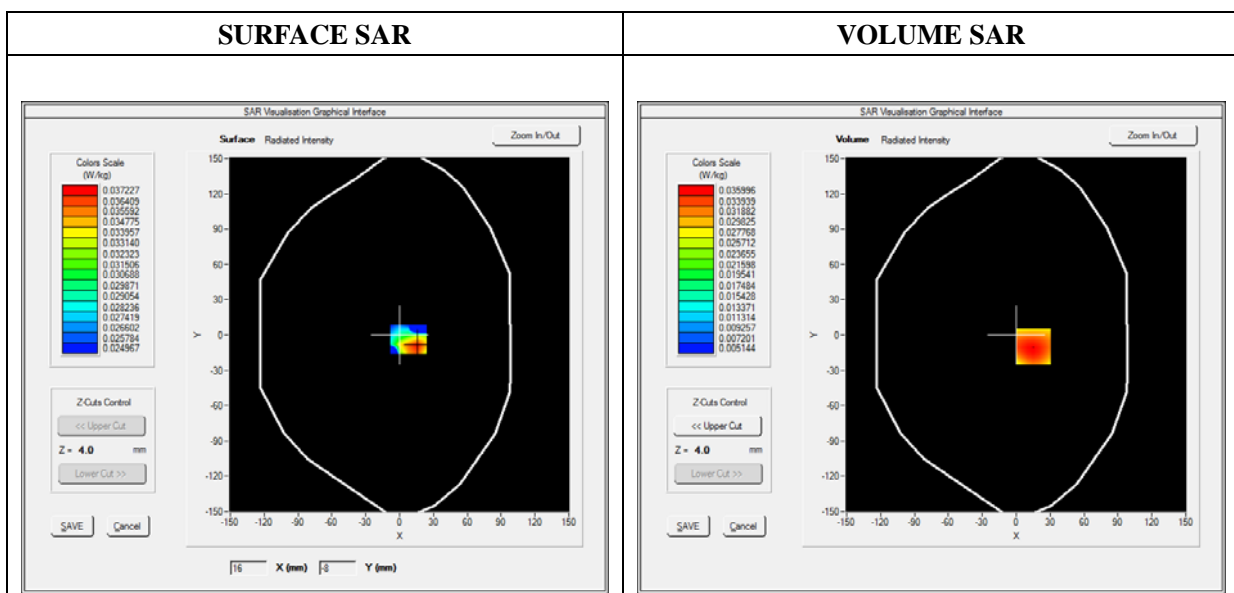 SURFACE SAR
VOLUME SAR
SAR Visualisation Graphical Interface
Surface Radiated Intensity
Zoom In/Out
Colors Scale
(W/kg)
0.037227
0.036409
0.035592
0.034775
0.033957
0.033140
0.032323
0.031506
0.030688
0.029871
0.029054
0.028236
0.027419
0.026602
0.025784
0.024967
150
120
90
60
30
0
-30
-60
-90
-120
-150
Y
-150 -120 -90 -60 -30 0 30 60 90 120 150
X
Z-Cuts Control
<< Upper Cut
Z = 4.0 mm
Lower Cut >>
SAVE Cancel
16 X (mm) -8 Y (mm)
SAR Visualisation Graphical Interface
Volume Radiated Intensity
Zoom In/Out
Colors Scale
(W/kg)
0.035996
0.033939
0.031882
0.029825
0.027768
0.025712
0.023655
0.021598
0.019541
0.017484
0.015428
0.013371
0.011314
0.009257
0.007201
0.005144
150
120
90
60
30
0
-30
-60
-90
-120
-150
Y
-150 -120 -90 -60 -30 0 30 60 90 120 150
X
Z-Cuts Control
<< Upper Cut
Z = 4.0 mm
Lower Cut >>
SAVE Cancel